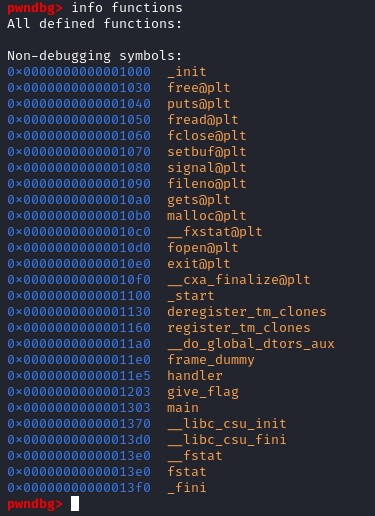 pwndbg> info functions
All defined functions:
Non-debugging symbols:
0×0000000000001000 _init
0×0000000000001030 free@plt
0×0000000000001040 puts@plt
0×0000000000001050 fread@plt
0×0000000000001060 fclose@plt
0×0000000000001070 setbuf@plt
0×0000000000001080 signal@plt
0×0000000000001090 fileno@plt
0×00000000000010a0 gets@plt
0×00000000000010b0 malloc@plt
0×00000000000010c0 __fxstat@plt
0×00000000000010d0 fopen@plt
0×00000000000010e0 exit@plt
0×00000000000010f0 __cxa_finalize@plt
0×0000000000001100 _start
0×0000000000001130 deregister_tm_clones
0×0000000000001160 register_tm_clones
0×00000000000011a0 __do_global_dtors_aux
0×00000000000011e0 frame_dummy
0×00000000000011e5 handler
0×0000000000001203 give_flag
0×0000000000001303 main
0×0000000000001370 __libc_csu_init
0×00000000000013d0 __libc_csu_fini
0×00000000000013e0 __fstat
0×00000000000013e0 fstat
0×00000000000013f0 _fini
pwndbg>